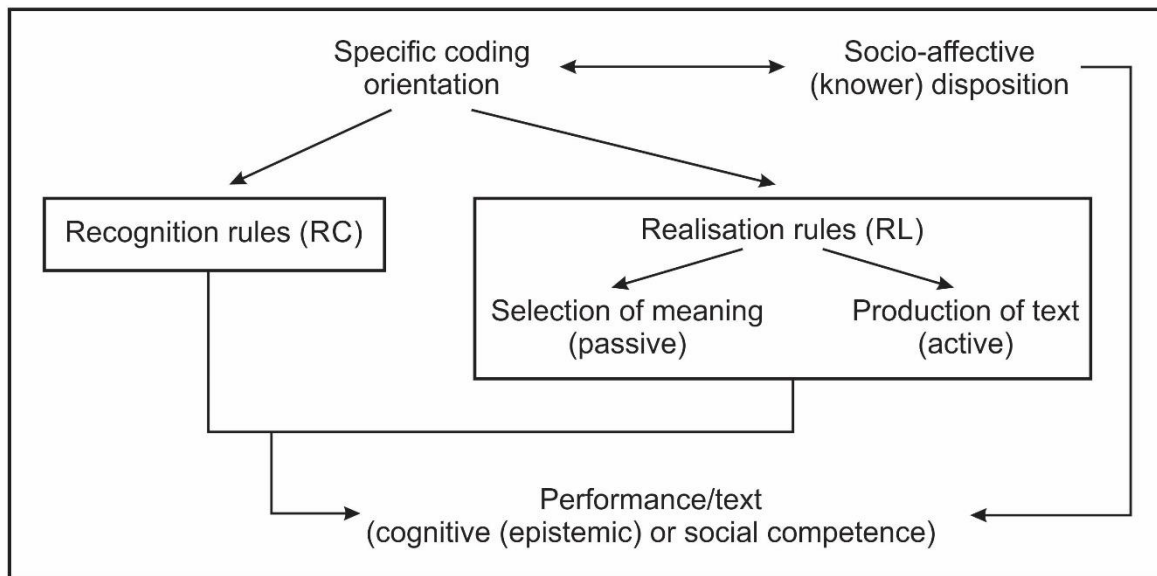 Specific coding
orientation
Socio-affective
(knower) disposition
Recognition rules (RC)
Realisation rules (RL)
Selection of meaning
(passive)
Production of text
(active)
Performance/text
(cognitive (epistemic) or social competence)